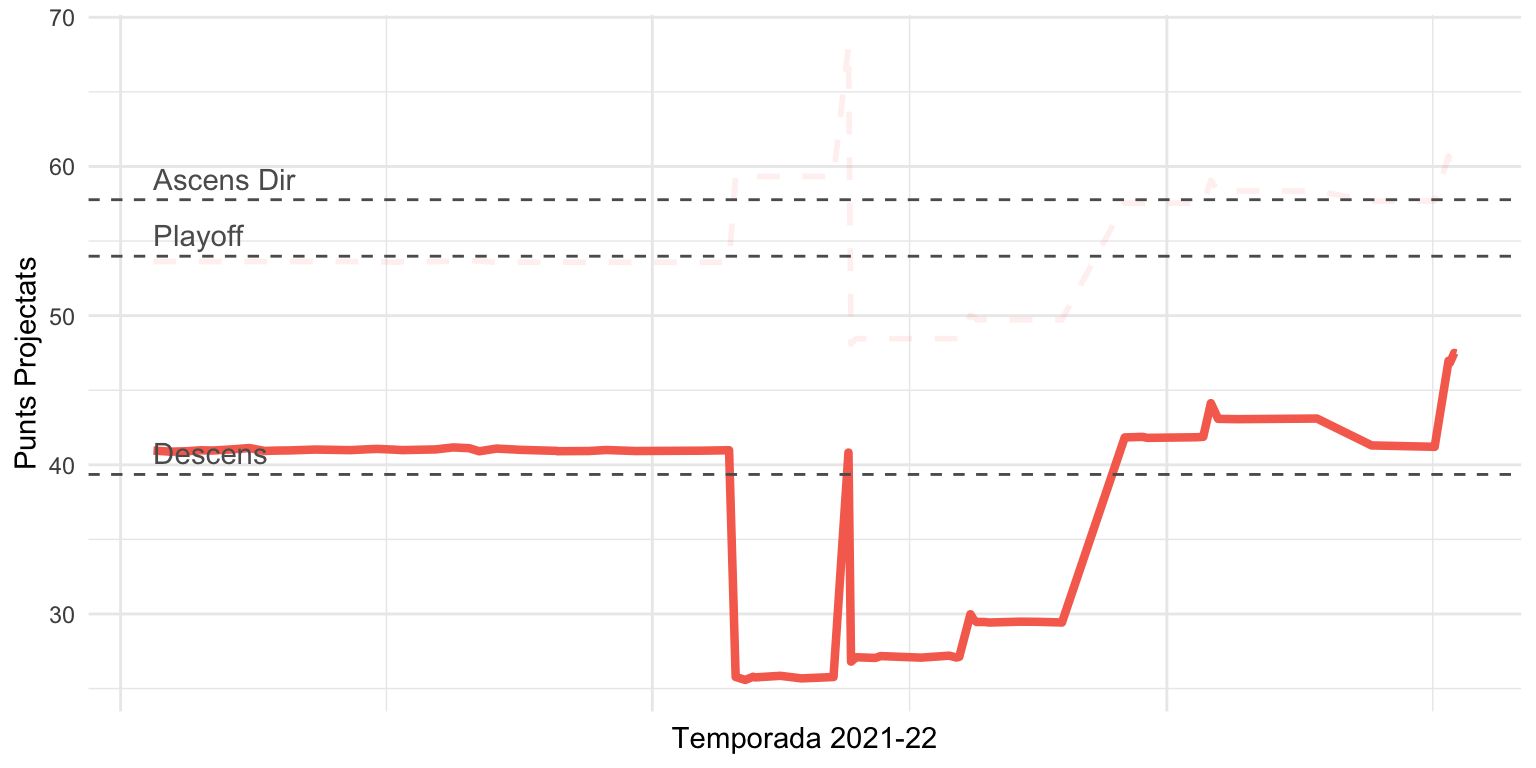 70
60
50
40
30
Punts Projectats
Ascens Dir
Playoff
Descens
Temporada 2021-22